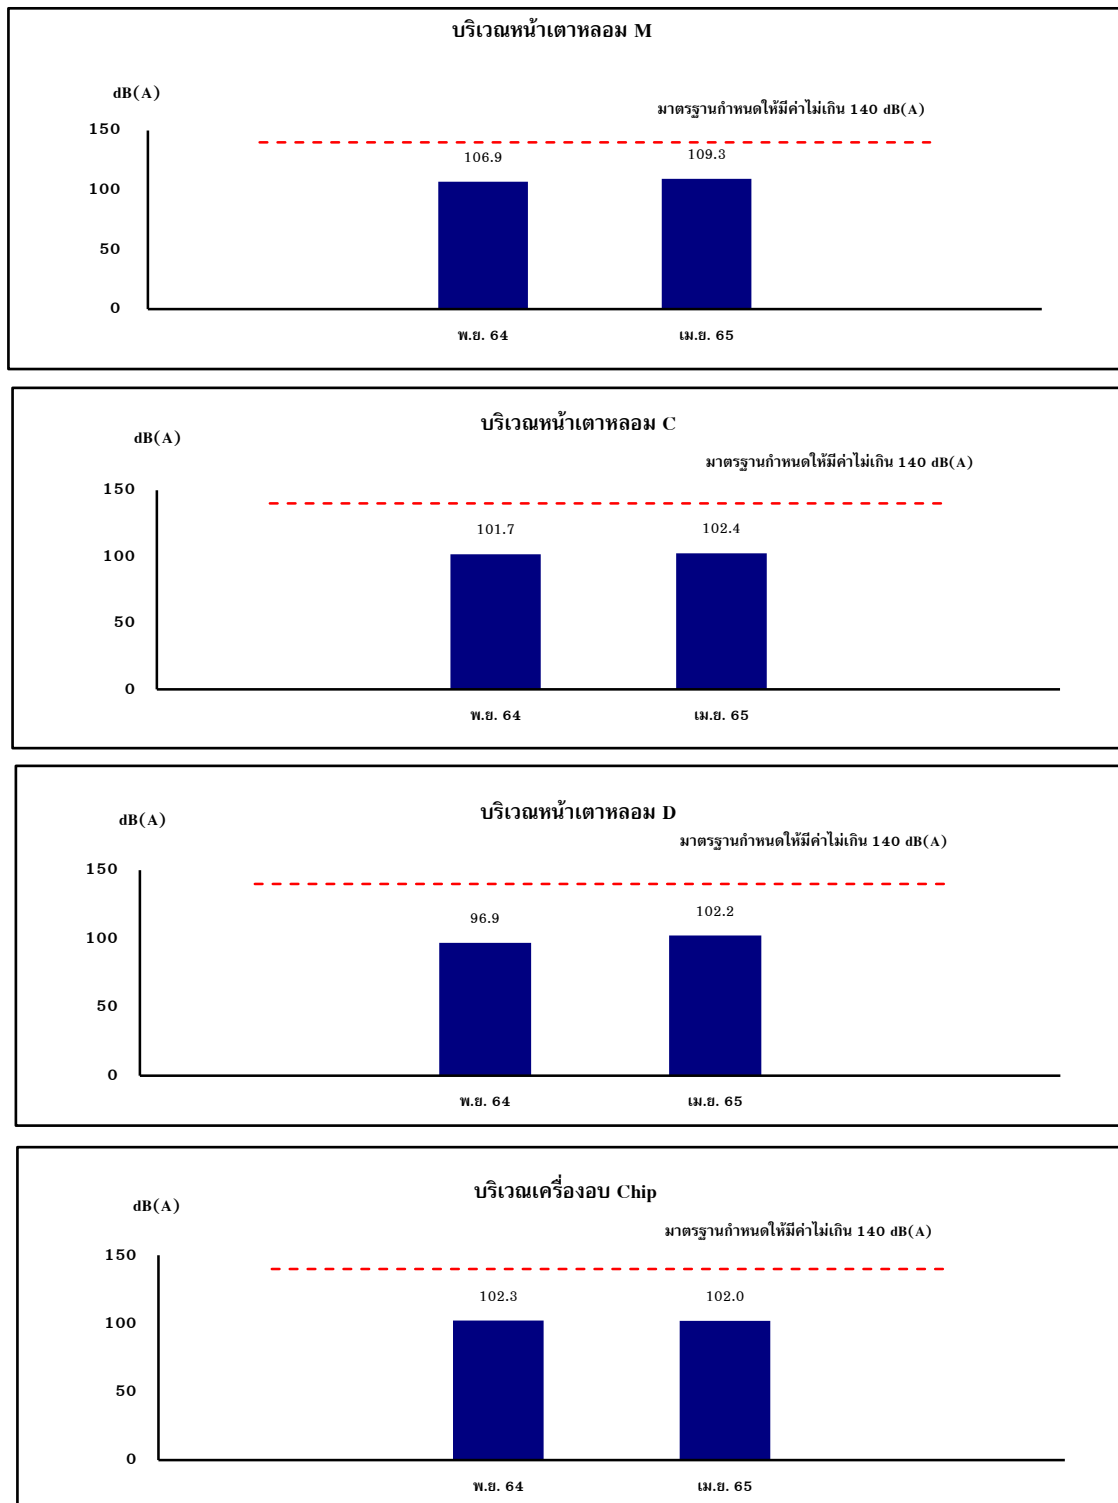 บริเวณหน้าเตาหลอม M
dB(A)
มาตรฐานกำหนดให้มีค่าไม่เกิน 140 dB(A)
150
106.9
109.3
100
50
0
พ.ย. 64
เม.ย. 65
บริเวณหน้าเตาหลอม C
dB(A)
มาตรฐานกำหนดให้มีค่าไม่เกิน 140 dB(A)
150
101.7
102.4
100
50
0
พ.ย. 64
เม.ย. 65
บริเวณหน้าเตาหลอม D
dB(A)
มาตรฐานกำหนดให้มีค่าไม่เกิน 140 dB(A)
150
96.9
102.2
100
50
0
พ.ย. 64
เม.ย. 65
บริเวณเครื่องอบ Chip
dB(A)
มาตรฐานกำหนดให้มีค่าไม่เกิน 140 dB(A)
150
102.3
102.0
100
50
0
พ.ย. 64
เม.ย. 65